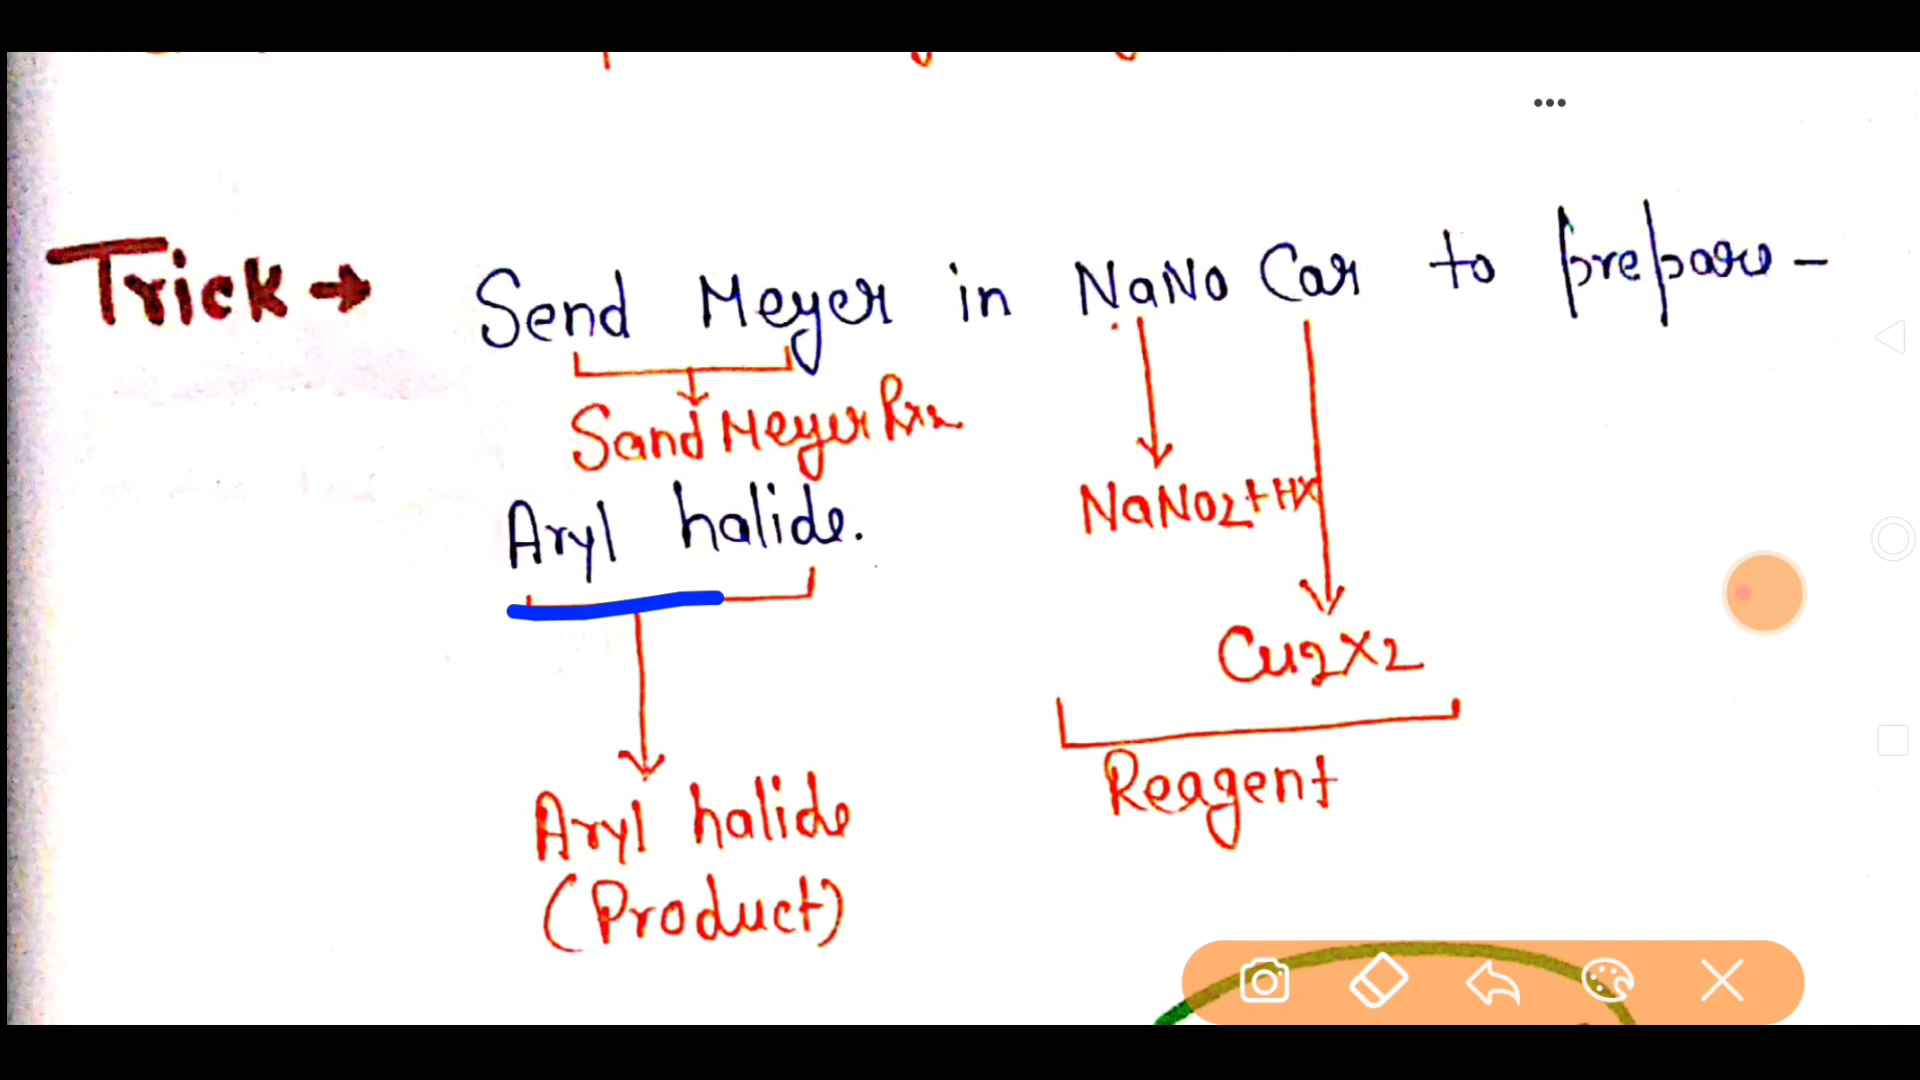 Trick → Send Meyer in NaNo Car to prepare -
Sand Meyer Rxn
Aryl halide.
NaNO2+HX
Cu2X2
Reagent
Aryl halide
(Product)